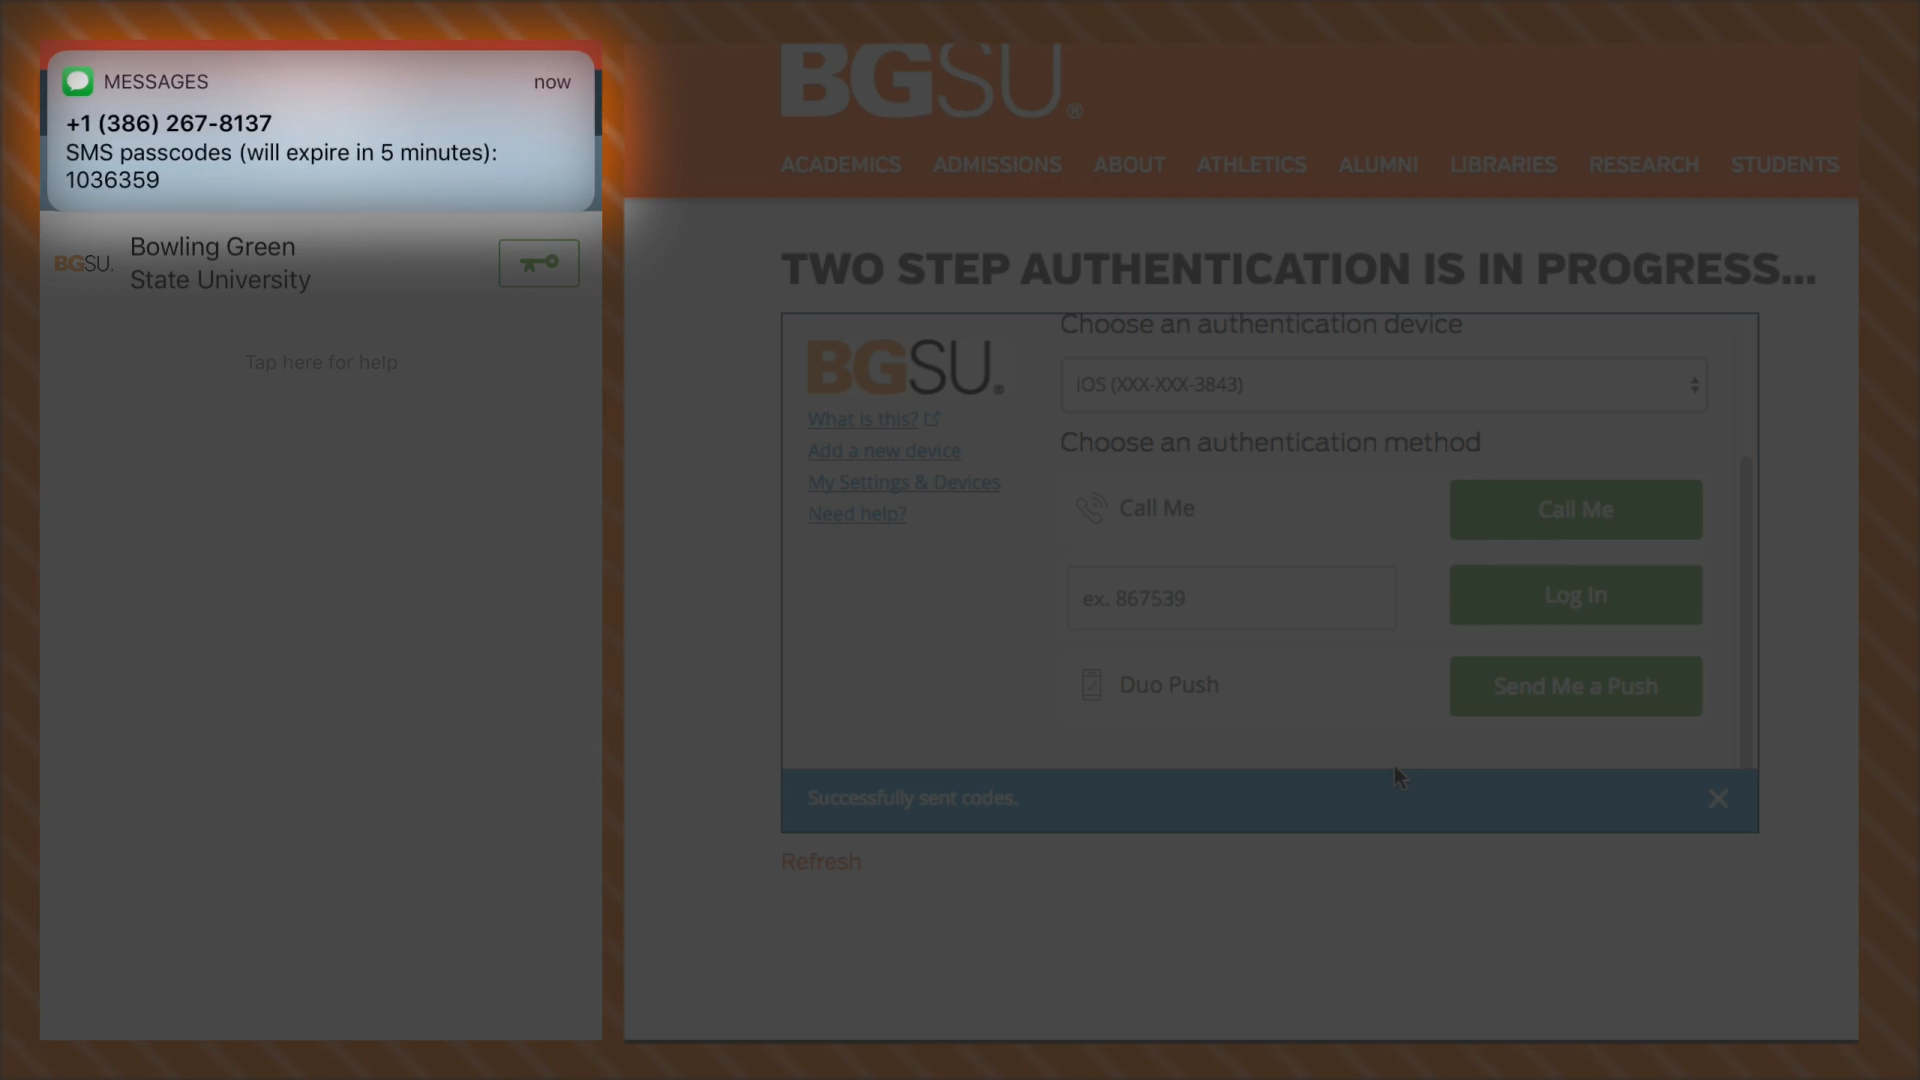 MESSAGES
now
+1 (386) 267-8137
SMS passcodes (will expire in 5 minutes):
1036359
BGSU.
Bowling Green
State University
Tap here for help
BGSU®
ACADEMICS ADMISSIONS ABOUT ATHLETICS ALUMNI LIBRARIES RESEARCH STUDENTS
TWO STEP AUTHENTICATION IS IN PROGRESS...
BGSU®
What is this?
Add a new device
My Settings & Devices
Need help?
Choose an authentication device
iOS (XXX-XXX-3843)
Choose an authentication method
Call Me
Call Me
ex. 867539
Log In
Duo Push
Send Me a Push
Successfully sent codes.
Refresh